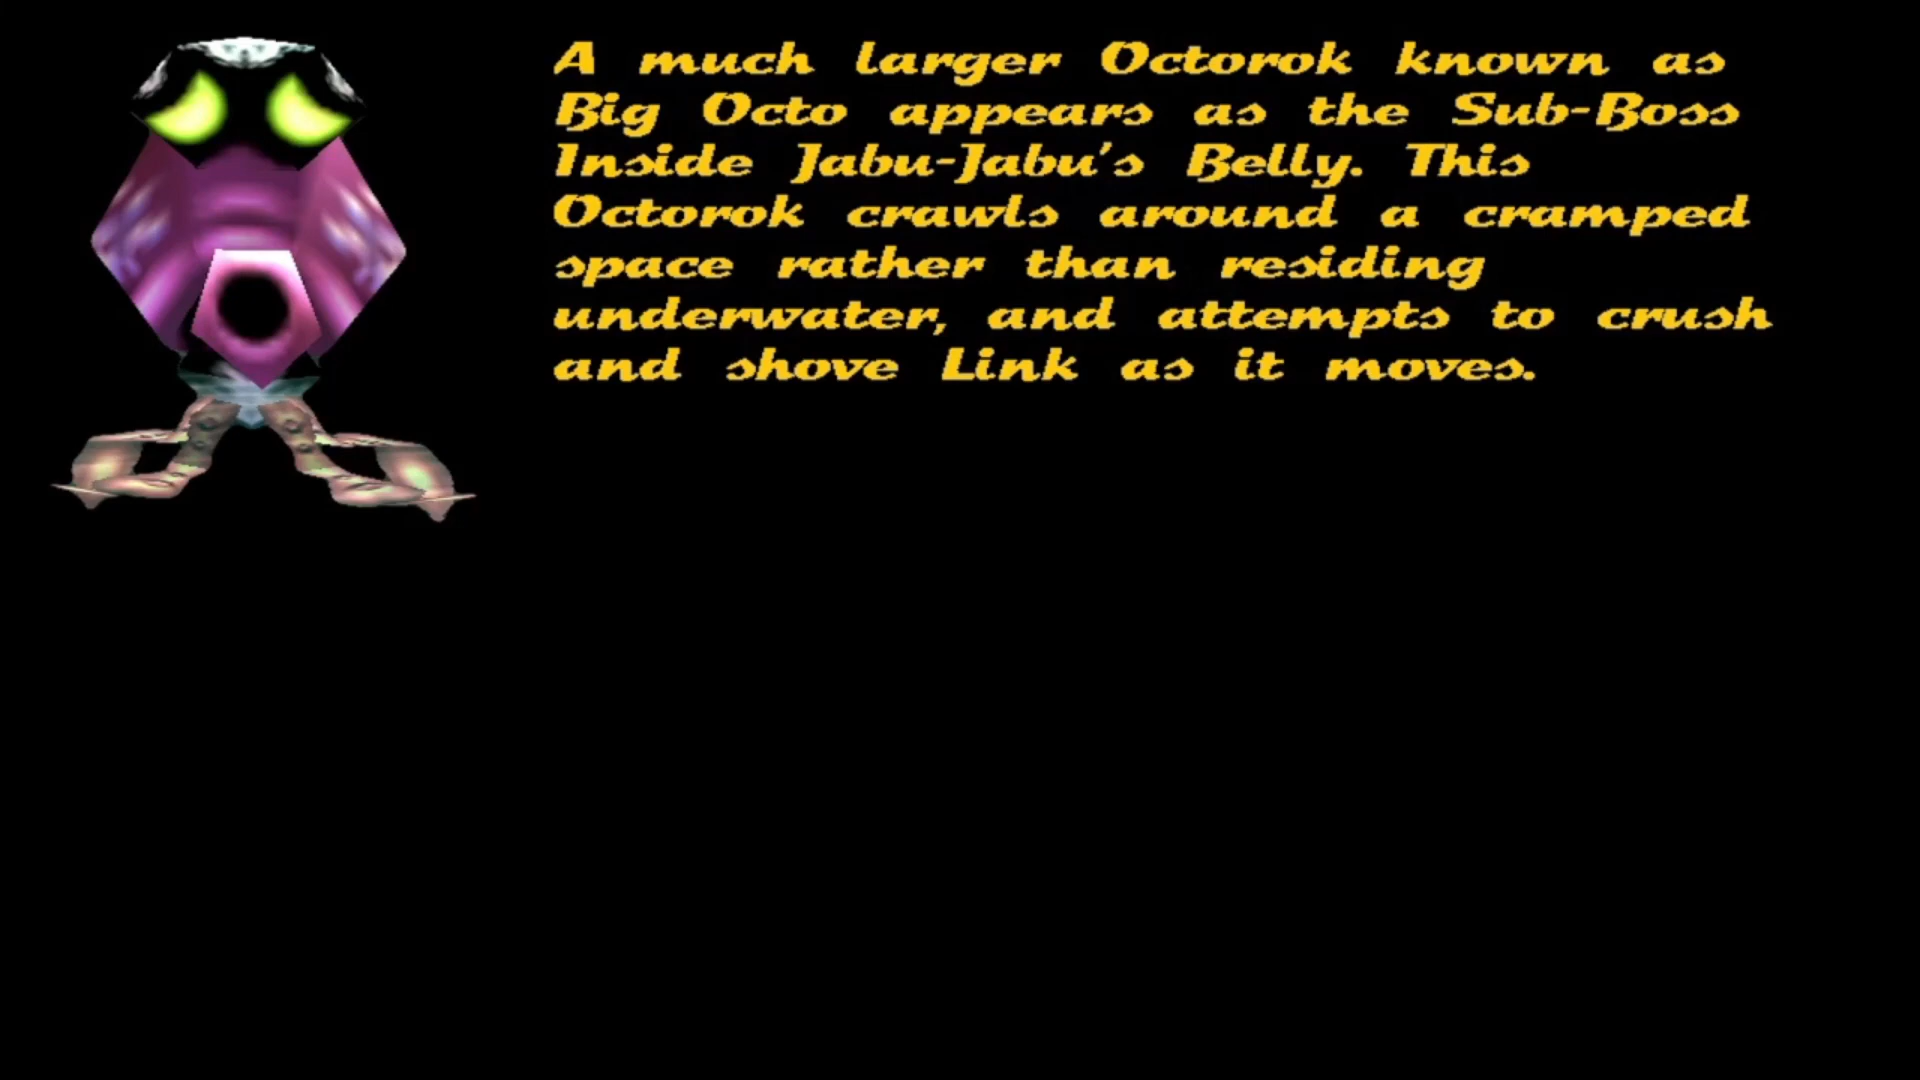 A much larger Octorok known as
Big Octo appears as the Sub-Boss
Inside Jabu-Jabu's Belly. This
Octorok crawls around a cramped
space rather than residing
underwater, and attempts to crush
and shove Link as it moves.